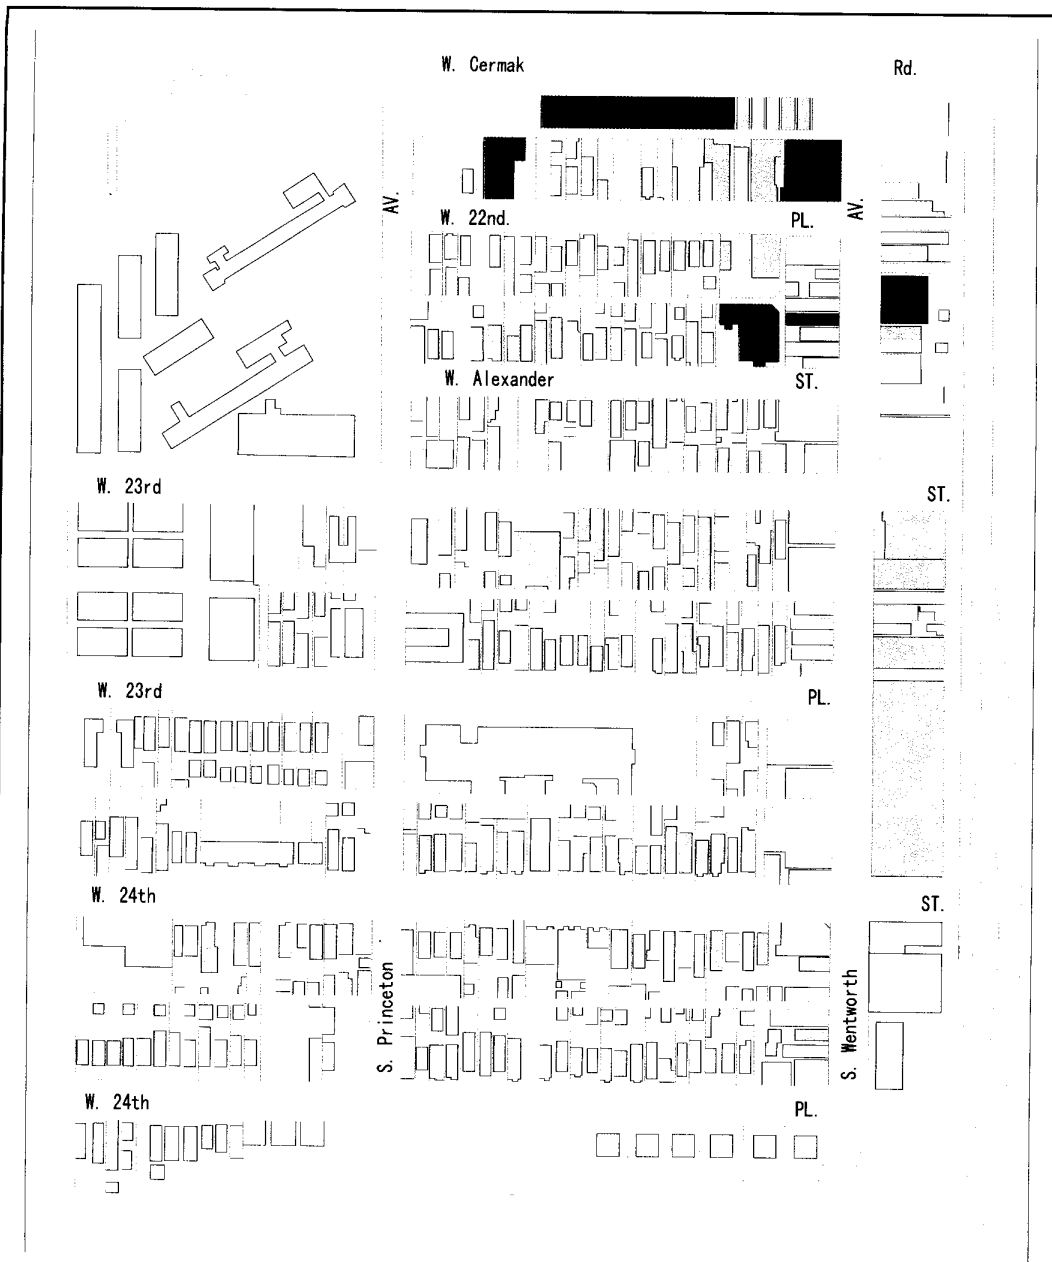 W. Cermak Rd.
AV. AV.
W. 22nd. PL.
W. Alexander ST.
W. 23rd ST.
W. 23rd PL.
W. 24th ST.
S. Princeton
S. Wentworth
W. 24th PL.